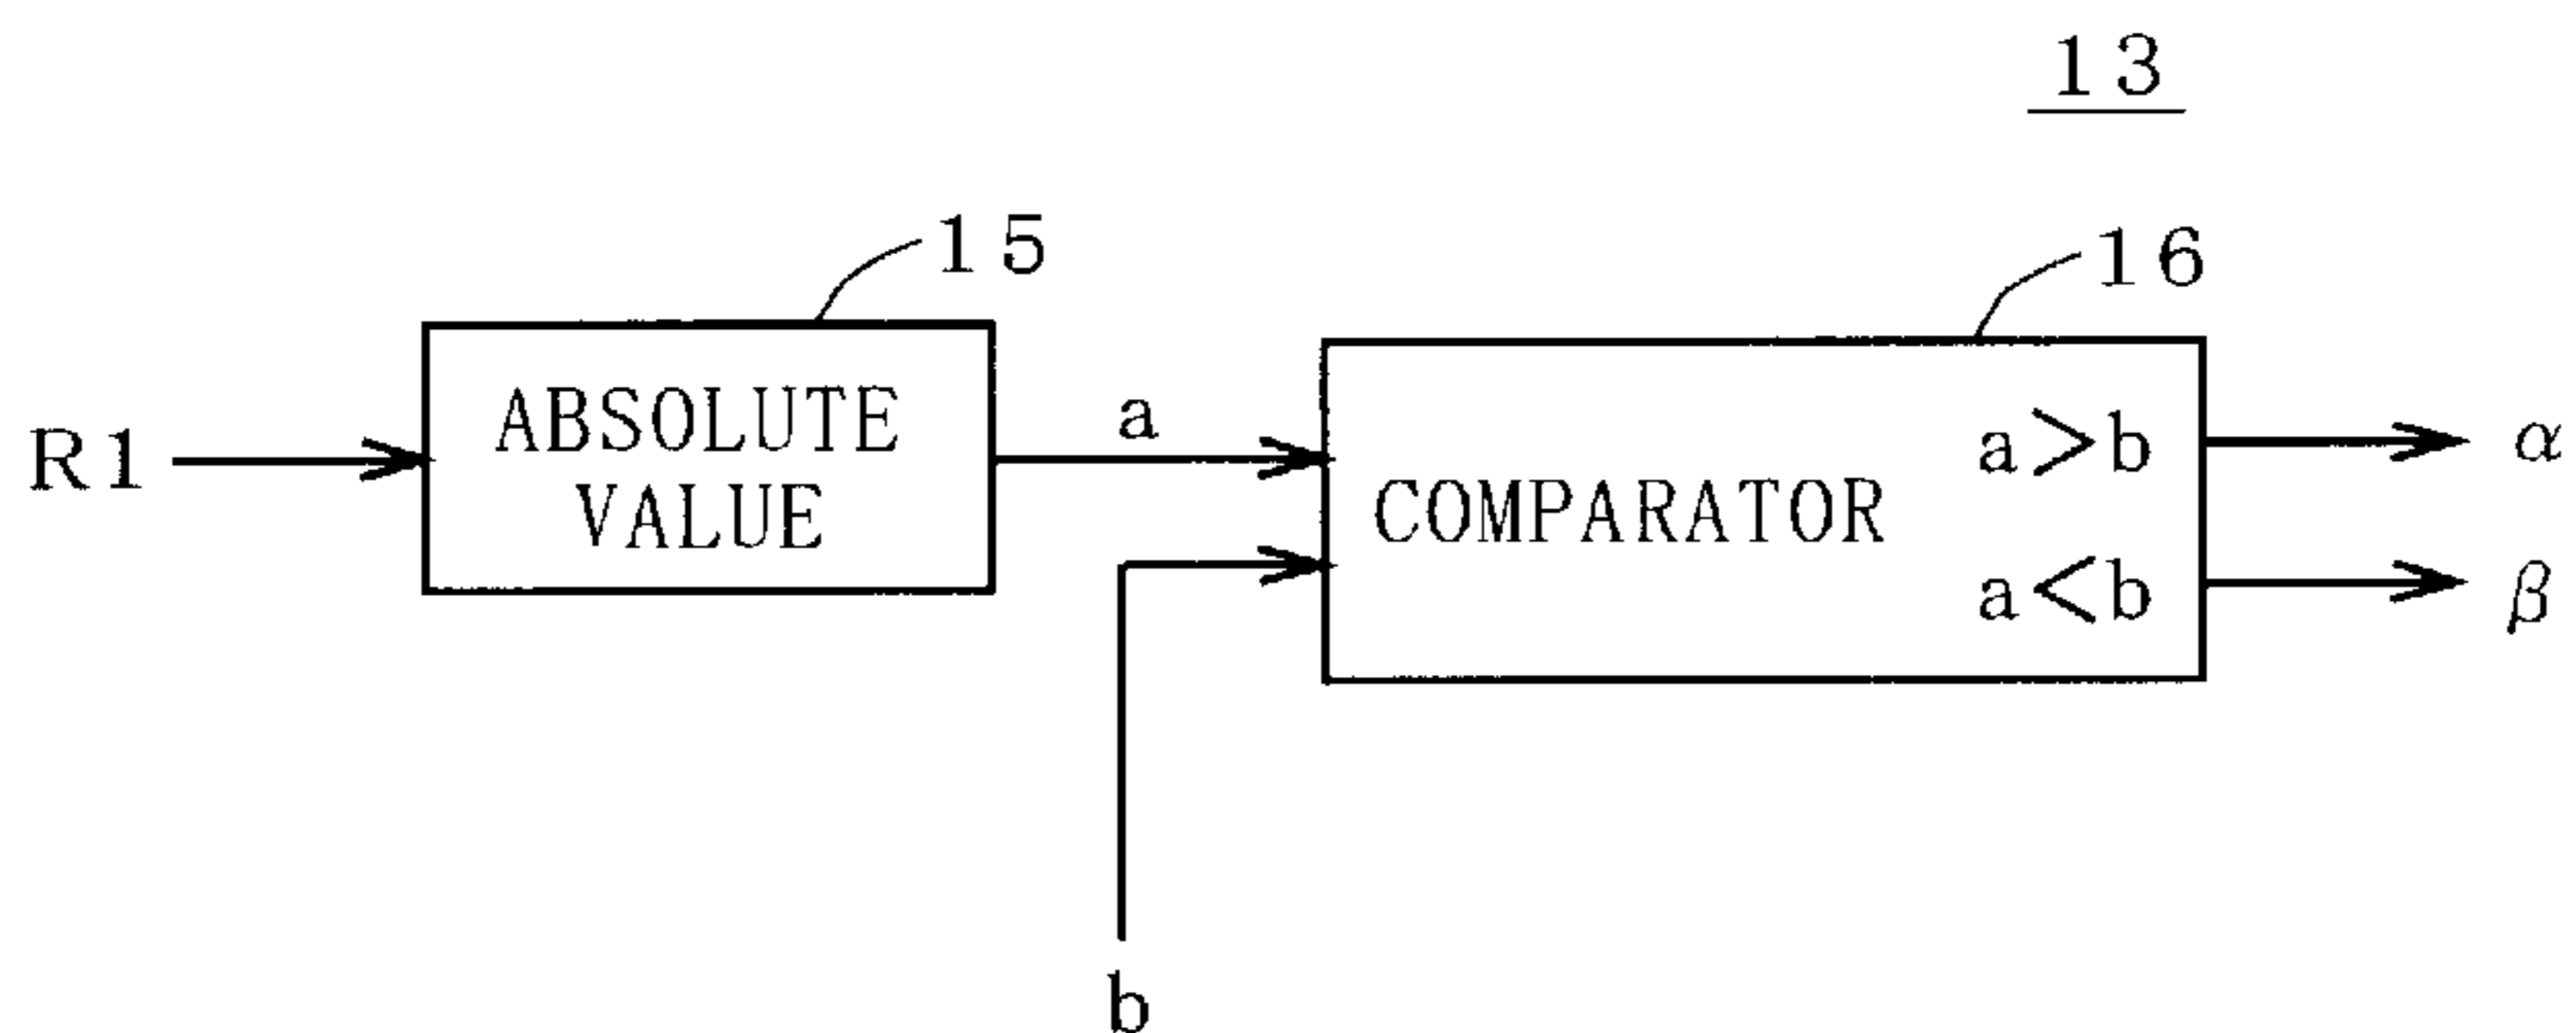 13
15
16
R1
ABSOLUTE
VALUE
a
COMPARATOR
a>b
a<b
α
β
b